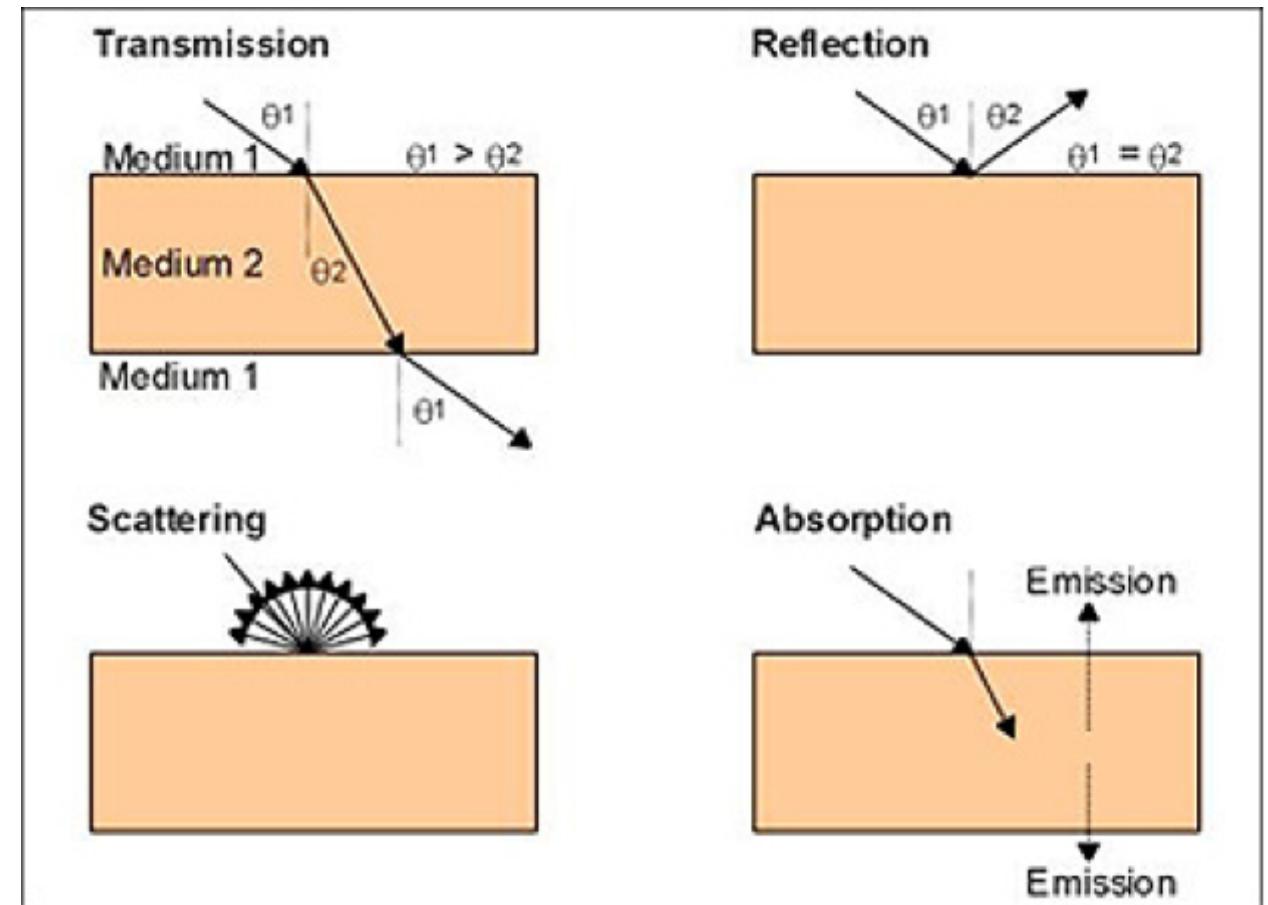 Transmission
θ1
Medium 1
θ1 > θ2
Medium 2
θ2
Medium 1
θ1
Reflection
θ1 θ2
θ1 = θ2
Scattering
Absorption
Emission
Emission